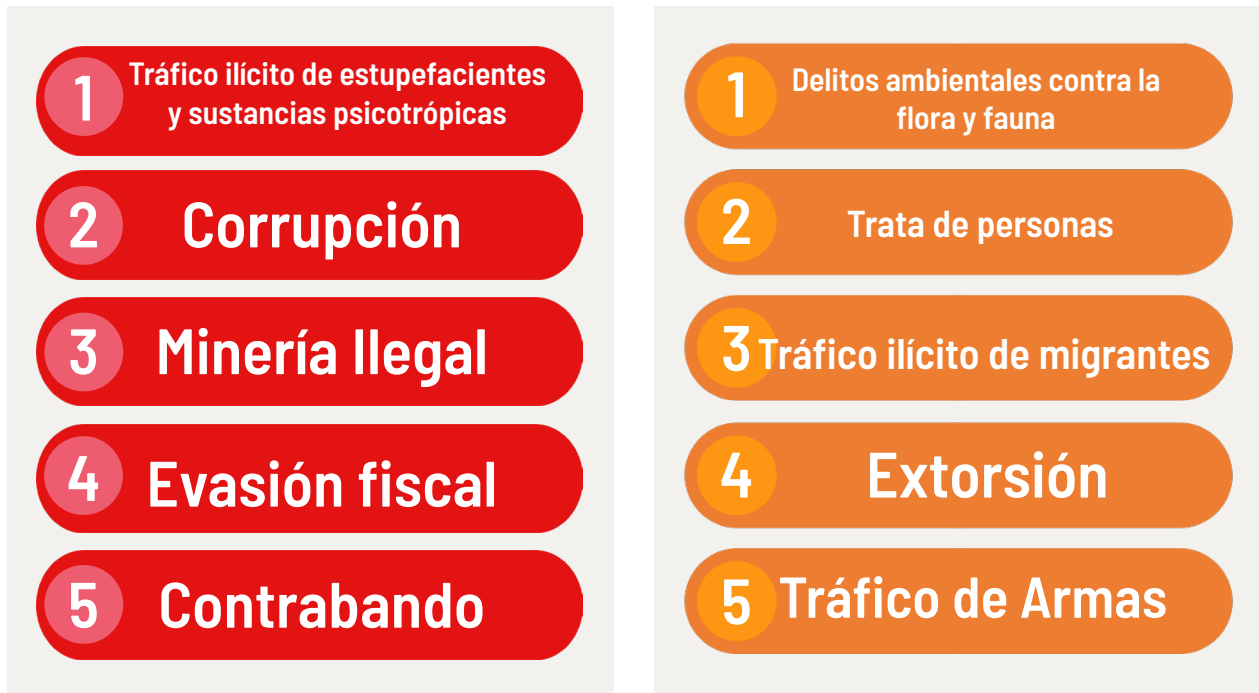 1
Tráfico ilícito de estupefacientes
y sustancias psicotrópicas
2
Corrupción
3
Minería Ilegal
4
Evasión fiscal
5
Contrabando
1
Delitos ambientales contra la
flora y fauna
2
Trata de personas
3
Tráfico ilícito de migrantes
4
Extorsión
5
Tráfico de Armas